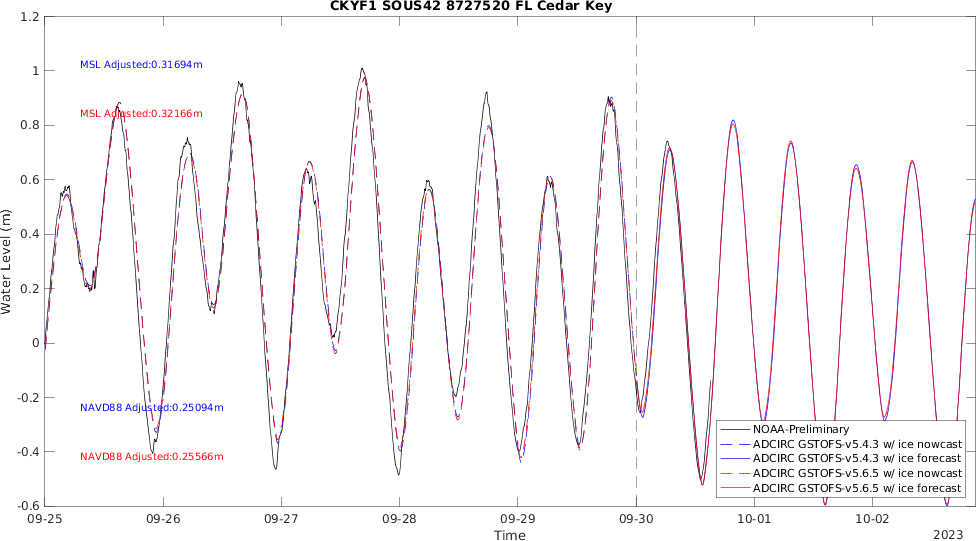 CKYF1 SOUS42 8727520 FL Cedar Key
1.2
1
0.8
0.6
0.4
0.2
0
-0.2
-0.4
-0.6
Water Level (m)
MSL Adjusted:0.31694m
MSL Adjusted:0.32166m
NAVD88 Adjusted:0.25094m
NAVD88 Adjusted:0.25566m
NOAA-Preliminary
ADCIRC GSTOFS-v5.4.3 w/ ice nowcast
ADCIRC GSTOFS-v5.4.3 w/ ice forecast
ADCIRC GSTOFS-v5.6.5 w/ ice nowcast
ADCIRC GSTOFS-v5.6.5 w/ ice forecast
09-25 09-26 09-27 09-28 09-29 09-30 10-01 10-02
Time
2023